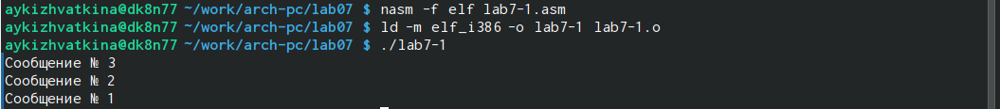 aykizhvatkina@dk8n77 ~/work/arch-pc/lab07 $ nasm -f elf lab7-1.asm
aykizhvatkina@dk8n77 ~/work/arch-pc/lab07 $ ld -m elf_i386 -o lab7-1 lab7-1.o
aykizhvatkina@dk8n77 ~/work/arch-pc/lab07 $ ./lab7-1
Сообщение № 3
Сообщение № 2
Сообщение № 1